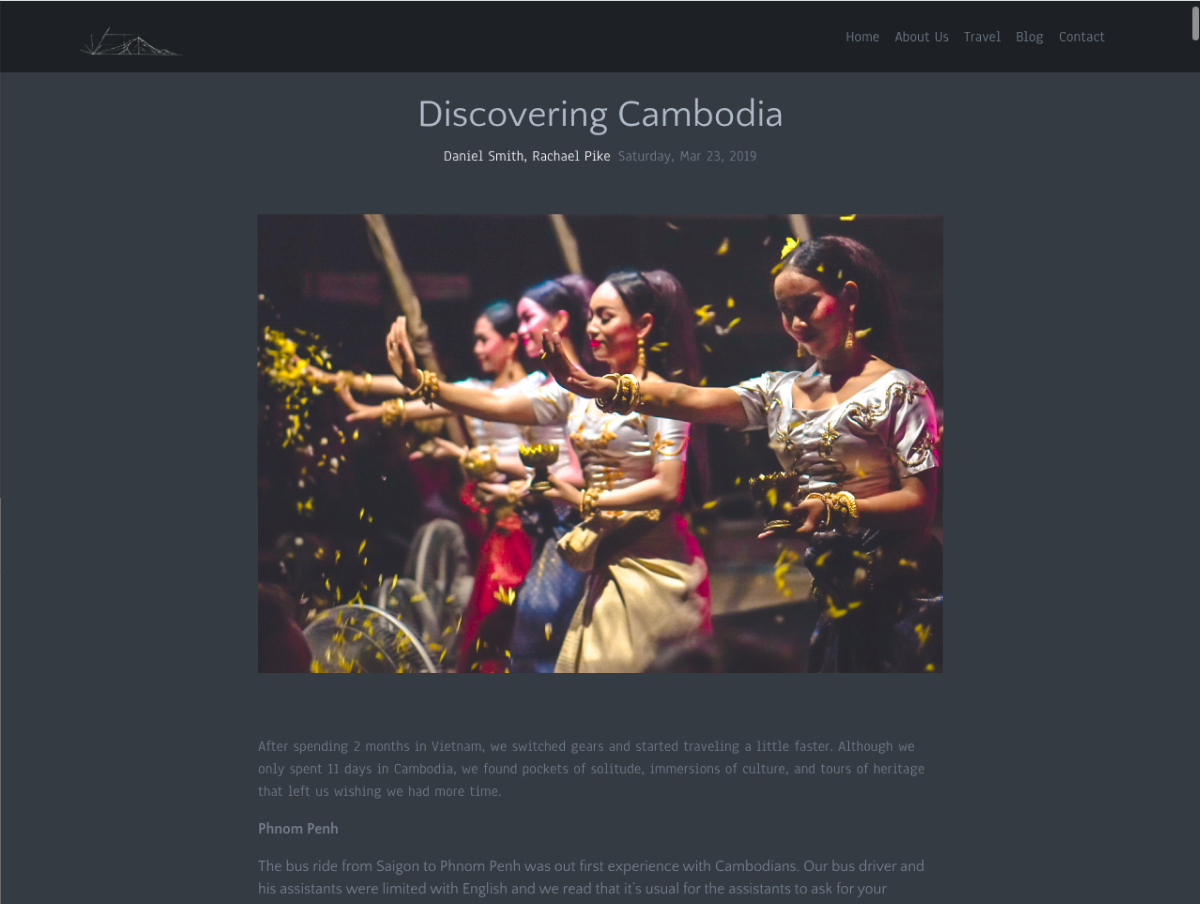 Home About Us Travel Blog Contact
Discovering Cambodia
Daniel Smith, Rachael Pike Saturday, Mar 23, 2019
After spending 2 months in Vietnam, we switched gears and started traveling a little faster. Although we
only spent 11 days in Cambodia, we found pockets of solitude, immersions of culture, and tours of heritage
that left us wishing we had more time.
Phnom Penh
The bus ride from Saigon to Phnom Penh was out first experience with Cambodians. Our bus driver and
his assistants were limited with English and we read that it's usual for the assistants to ask for your